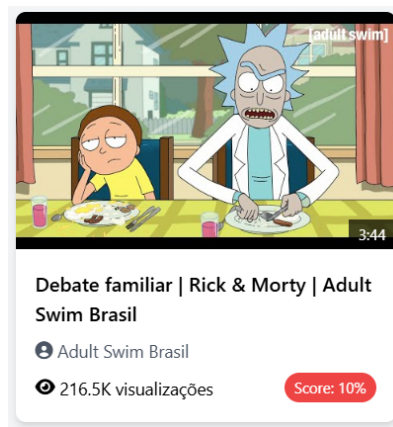 [adult swim]
3:44
Debate familiar | Rick & Morty | Adult
Swim Brasil
Adult Swim Brasil
216.5K visualizações
Score: 10%